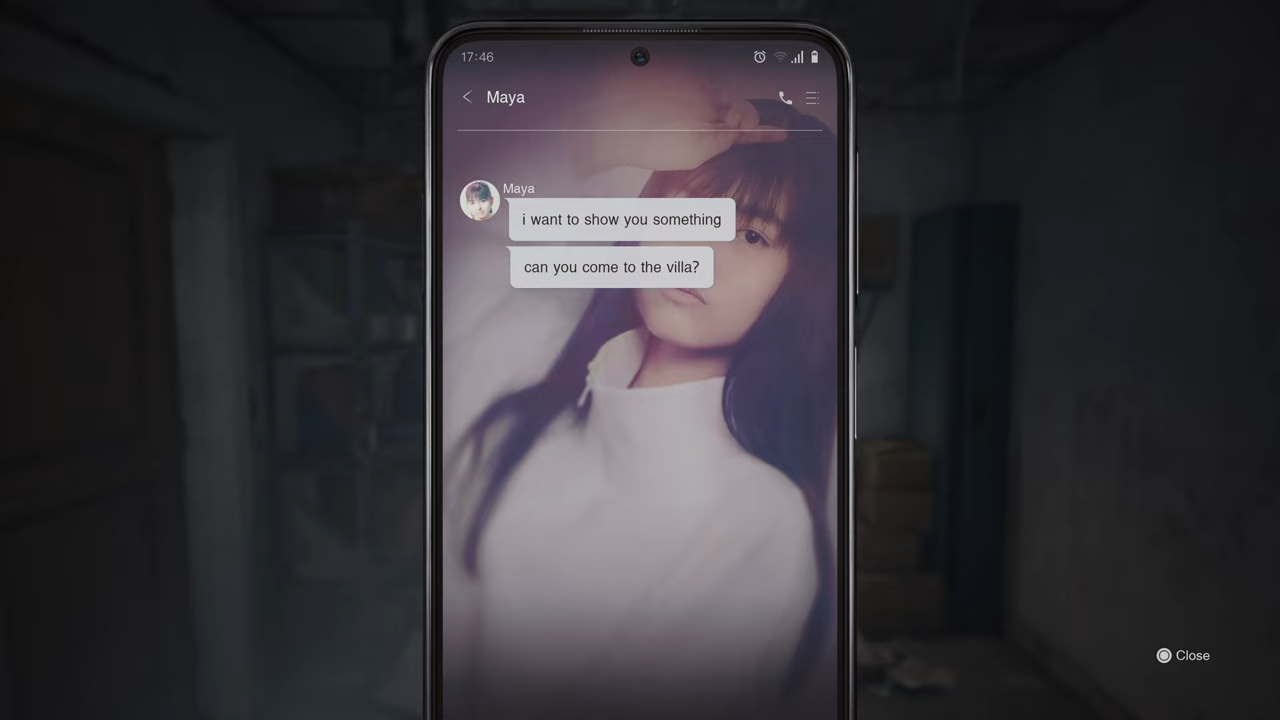 17:46
Maya
Maya
i want to show you something
can you come to the villa?
Close